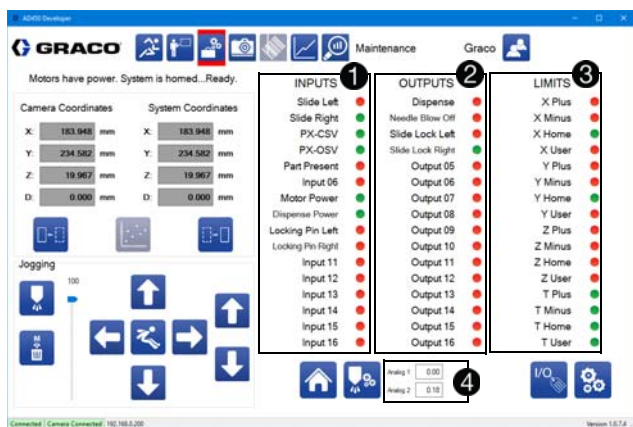 AD450 Developer
GRACO
Maintenance
Graco
Motors have power. System is homed...Ready.
Camera Coordinates
System Coordinates
X: 183.948 mm X: 183.948 mm
Y: 234.582 mm Y: 234.582 mm
Z: 19.967 mm Z: 19.967 mm
D: 0.000 mm D: 0.000 mm
Jogging
100
M
1
INPUTS
Slide Left
Slide Right
PX-CSV
PX-OSV
Part Present
Input 06
Motor Power
Dispense Power
Locking Pin Left
Locking Pin Right
Input 11
Input 12
Input 13
Input 14
Input 15
Input 16
2
OUTPUTS
Dispense
Needle Blow Off
Slide Lock Left
Slide Lock Right
Output 05
Output 06
Output 07
Output 08
Output 09
Output 10
Output 11
Output 12
Output 13
Output 14
Output 15
Output 16
3
LIMITS
X Plus
X Minus
X Home
X User
Y Plus
Y Minus
Y Home
Y User
Z Plus
Z Minus
Z Home
Z User
T Plus
T Minus
T Home
T User
Analog 1 0.00
Analog 2 0.18
4
I/O
Connected Camera Connected 192.168.0.200
Version 1.0.7.4